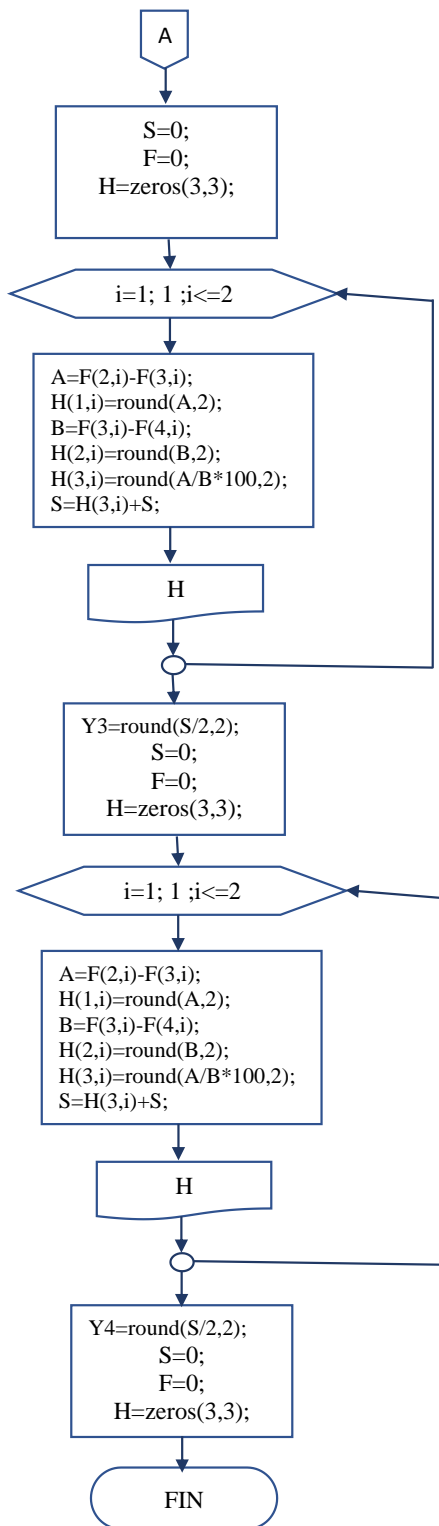 A
S=0;
F=0;
H=zeros(3,3);
i=1; 1 ;i<=2
A=F(2,i)-F(3,i);
H(1,i)=round(A,2);
B=F(3,i)-F(4,i);
H(2,i)=round(B,2);
H(3,i)=round(A/B*100,2);
S=H(3,i)+S;
H
Y3=round(S/2,2);
S=0;
F=0;
H=zeros(3,3);
i=1; 1 ;i<=2
A=F(2,i)-F(3,i);
H(1,i)=round(A,2);
B=F(3,i)-F(4,i);
H(2,i)=round(B,2);
H(3,i)=round(A/B*100,2);
S=H(3,i)+S;
H
Y4=round(S/2,2);
S=0;
F=0;
H=zeros(3,3);
FIN